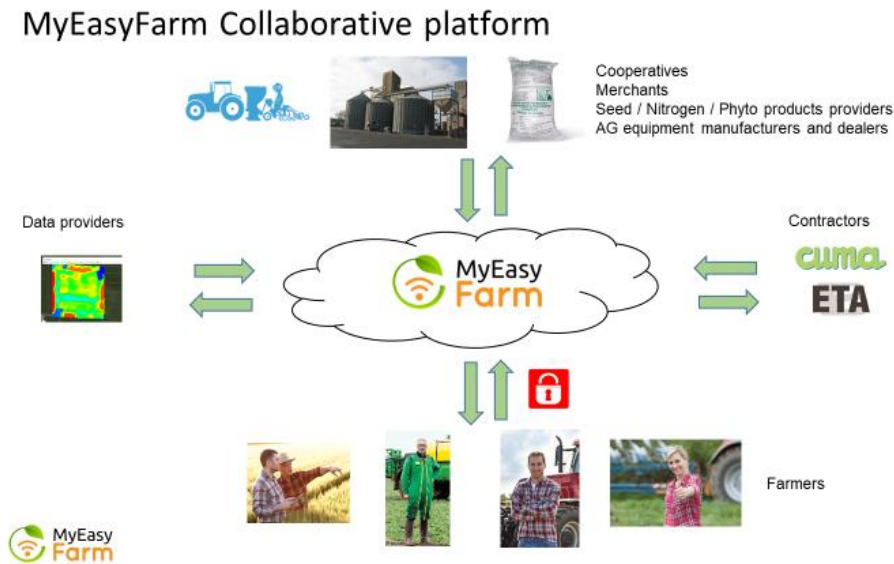 MyEasyFarm Collaborative platform
Cooperatives
Merchants
Seed / Nitrogen / Phyto products providers
AG equipment manufacturers and dealers
Data providers
Contractors
cuma
ETA
MyEasy
Farm
Farmers
MyEasy
Farm